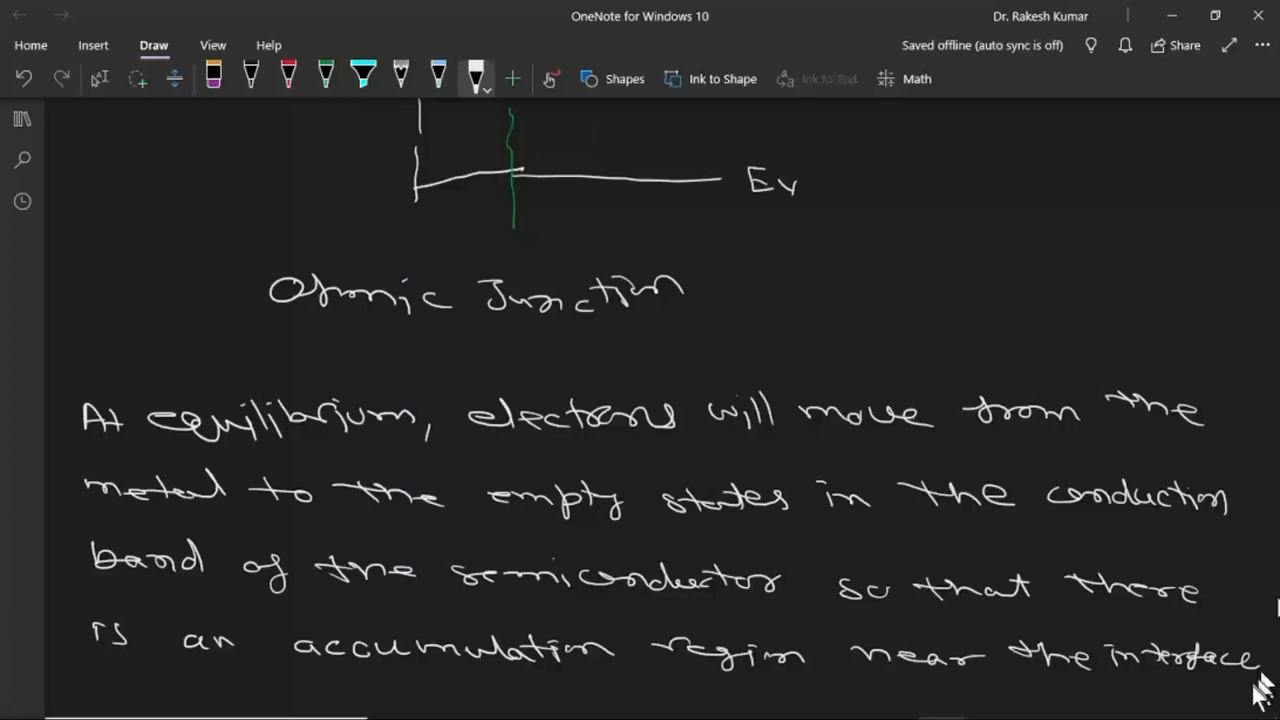 OneNote for Windows 10
Dr. Rakesh Kumar
Home Insert Draw View Help
Saved offline (auto sync is off)
Share
Shapes
Ink to Shape
Ink to Text
Math
Ev
Ohmic Junction
At equilibrium, electrons will move from the
metal to the empty states in the conduction
band of the semiconductor so that there
is an accumulation region near the interface